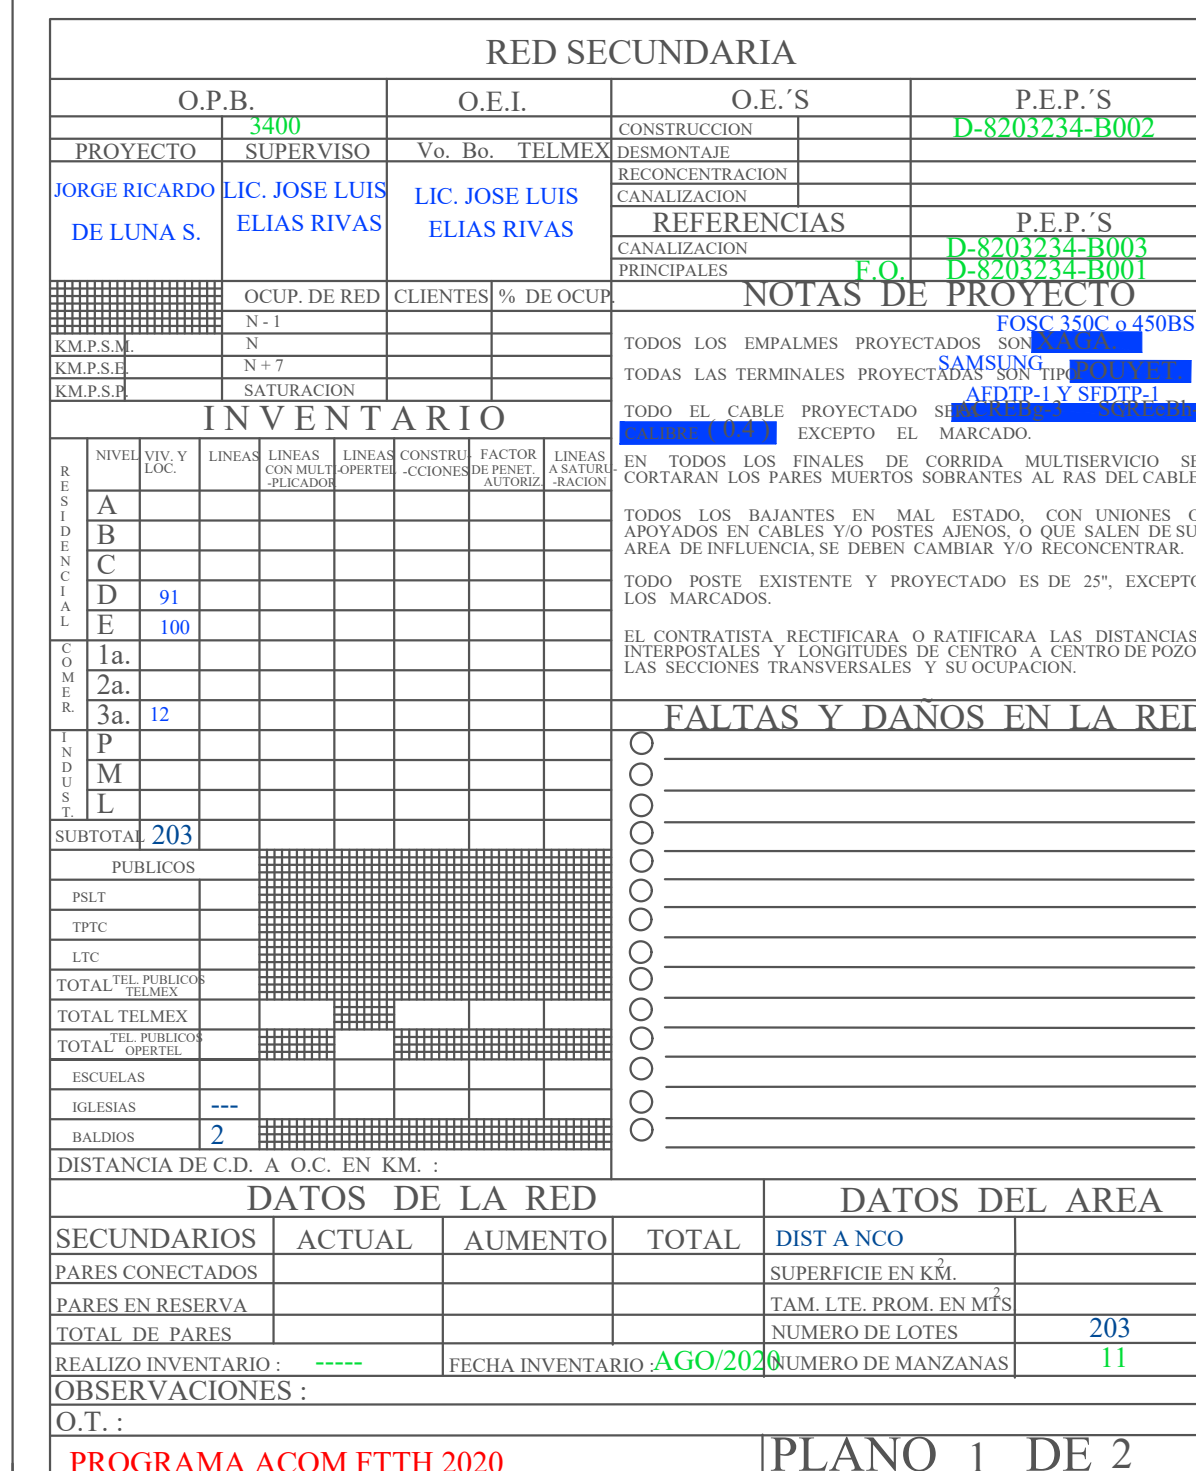 RED SECUNDARIA
O.P.B. O.E.I. O.E.´S P.E.P.´S
3400 CONSTRUCCION D-8203234-B002
PROYECTO SUPERVISO Vo. Bo. TELMEX DESMONTAJE
RECONCENTRACION
JORGE RICARDO LIC. JOSE LUIS LIC. JOSE LUIS CANALIZACION
DE LUNA S. ELIAS RIVAS ELIAS RIVAS REFERENCIAS P.E.P.´S
CANALIZACION D-8203234-B003
PRINCIPALES F.O. D-8203234-B001
OCUP. DE RED CLIENTES % DE OCUP.
N - 1
KM.P.S.M. N
KM.P.S.E. N + 7
KM.P.S.P. SATURACION
NOTAS DE PROYECTO
FOSC 350C o 450BS
TODOS LOS EMPALMES PROYECTADOS SON XAGA.
SAMSUNG
TODAS LAS TERMINALES PROYECTADAS SON TIPO POUYET.
AFDTP-1 Y SFDTP-1
TODO EL CABLE PROYECTADO SERA ACREBg-3 SGREeBh-
CALIBRE ( 0.4 ) EXCEPTO EL MARCADO.
EN TODOS LOS FINALES DE CORRIDA MULTISERVICIO SE
CORTARAN LOS PARES MUERTOS SOBRANTES AL RAS DEL CABLE
TODOS LOS BAJANTES EN MAL ESTADO, CON UNIONES O
APOYADOS EN CABLES Y/O POSTES AJENOS, O QUE SALEN DE SU
AREA DE INFLUENCIA, SE DEBEN CAMBIAR Y/O RECONCENTRAR.
TODO POSTE EXISTENTE Y PROYECTADO ES DE 25", EXCEPTO
LOS MARCADOS.
EL CONTRATISTA RECTIFICARA O RATIFICARA LAS DISTANCIAS
INTERPOSTALES Y LONGITUDES DE CENTRO A CENTRO DE POZO
LAS SECCIONES TRANSVERSALES Y SU OCUPACION.
FALTAS Y DAÑOS EN LA RED
INVENTARIO
NIVEL VIV. Y LOC. LINEAS LINEAS CON MULTI -PLICADOR LINEAS -OPERTEL CONSTRU- -CCIONES FACTOR DE PENET. AUTORIZ. LINEAS A SATURU- -RACION
RESIDENCIAL
A
B
C
D 91
E 100
COMER.
1a.
2a.
3a. 12
INDUST.
P
M
L
SUBTOTAL 203
PUBLICOS
PSLT
TPTC
LTC
TOTAL TEL. PUBLICOS TELMEX
TOTAL TELMEX
TOTAL TEL. PUBLICOS OPERTEL
ESCUELAS
IGLESIAS ---
BALDIOS 2
DISTANCIA DE C.D. A O.C. EN KM. :
DATOS DE LA RED DATOS DEL AREA
SECUNDARIOS ACTUAL AUMENTO TOTAL DIST A NCO
PARES CONECTADOS SUPERFICIE EN KM.2
PARES EN RESERVA TAM. LTE. PROM. EN MTS2
TOTAL DE PARES NUMERO DE LOTES 203
REALIZO INVENTARIO : ----- FECHA INVENTARIO : AGO/2020 NUMERO DE MANZANAS 11
OBSERVACIONES :
O.T. :
PROGRAMA ACOM FTTH 2020 PLANO 1 DE 2